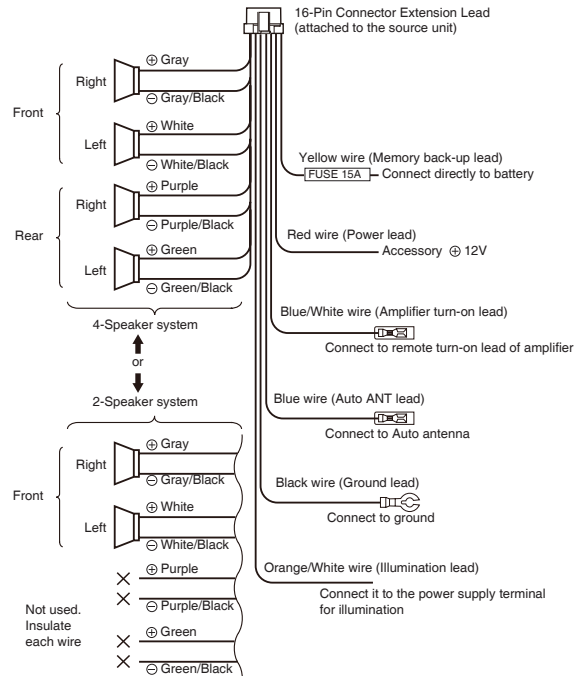 16-Pin Connector Extension Lead
(attached to the source unit)
⊕ Gray
Right
⊖ Gray/Black
Front
⊕ White
Left
⊖ White/Black
Yellow wire (Memory back-up lead)
FUSE 15A
Connect directly to battery
⊕ Purple
Right
⊖ Purple/Black
Rear
Red wire (Power lead)
Accessory ⊕ 12V
⊕ Green
Left
⊖ Green/Black
Blue/White wire (Amplifier turn-on lead)
Connect to remote turn-on lead of amplifier
4-Speaker system
or
2-Speaker system
Blue wire (Auto ANT lead)
Connect to Auto antenna
⊕ Gray
Right
⊖ Gray/Black
Front
⊕ White
Left
⊖ White/Black
Black wire (Ground lead)
Connect to ground
Orange/White wire (Illumination lead)
Connect it to the power supply terminal
for illumination
⊕ Purple
⊖ Purple/Black
Not used.
Insulate
each wire
⊕ Green
⊖ Green/Black